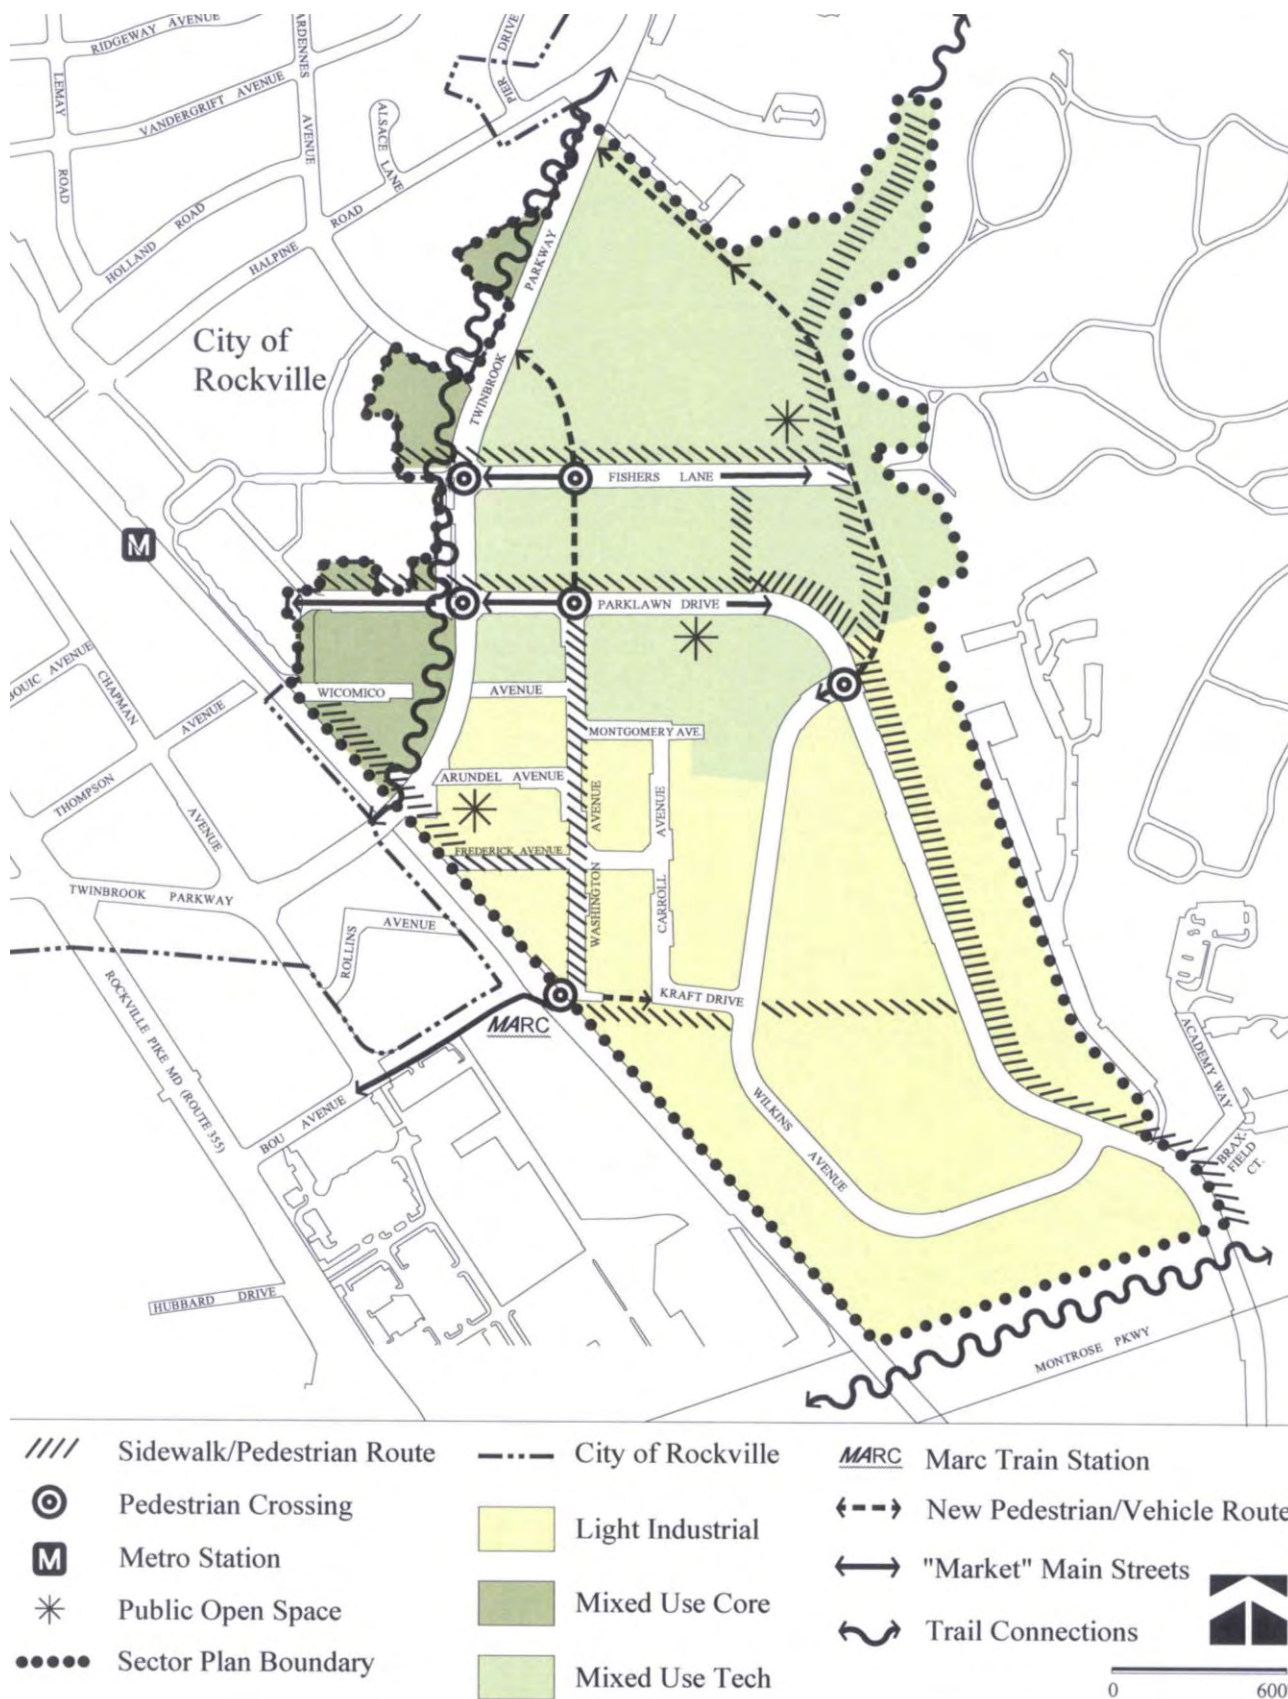 RIDGEWAY AVENUE
ARDENNES
AVENUE
PIER DRIVE
LEMAY
ROAD
VANDERGRIFT AVENUE
ALSACE LANE
HOLLAND ROAD
HALPINE ROAD
City of
Rockville
TWINBROOK PARKWAY
FISHERS LANE
M
PARKLAWN DRIVE
BOUIC AVENUE
CHAPMAN
AVENUE
WICOMICO
AVENUE
THOMPSON
AVENUE
MONTGOMERY AVE.
ARUNDEL AVENUE
WASHINGTON AVENUE
CARROLL AVENUE
FREDERICK AVENUE
TWINBROOK PARKWAY
ROLLINS
AVENUE
ROCKVILLE PIKE MD (ROUTE 355)
MARC
KRAFT DRIVE
BOU AVENUE
WILKINS
AVENUE
ACADEMY WAY
BRAX-
FIELD
CT.
HUBBARD DRIVE
MONTROSE PKWY
Sidewalk/Pedestrian Route
Pedestrian Crossing
M
Metro Station
Public Open Space
Sector Plan Boundary
City of Rockville
Light Industrial
Mixed Use Core
Mixed Use Tech
MARC
Marc Train Station
New Pedestrian/Vehicle Route
"Market" Main Streets
Trail Connections
0 600